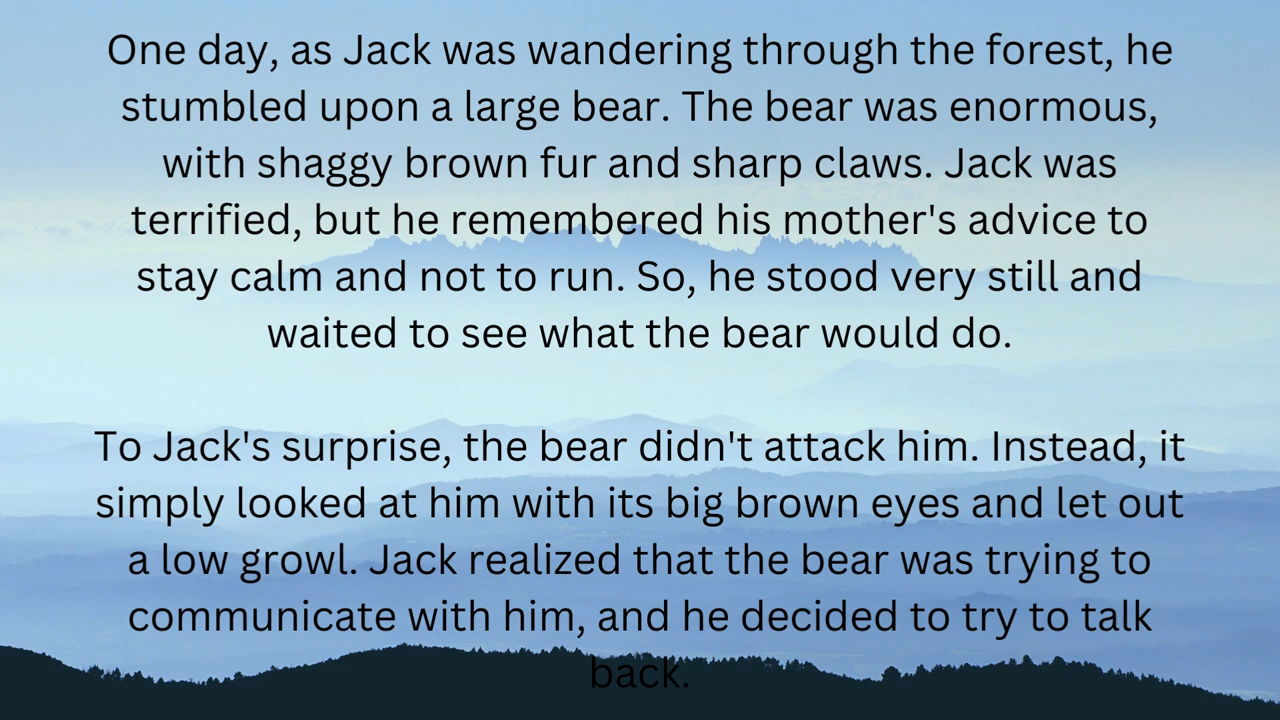 One day, as Jack was wandering through the forest, he
stumbled upon a large bear. The bear was enormous,
with shaggy brown fur and sharp claws. Jack was
terrified, but he remembered his mother's advice to
stay calm and not to run. So, he stood very still and
waited to see what the bear would do.
To Jack's surprise, the bear didn't attack him. Instead, it
simply looked at him with its big brown eyes and let out
a low growl. Jack realized that the bear was trying to
communicate with him, and he decided to try to talk
back.